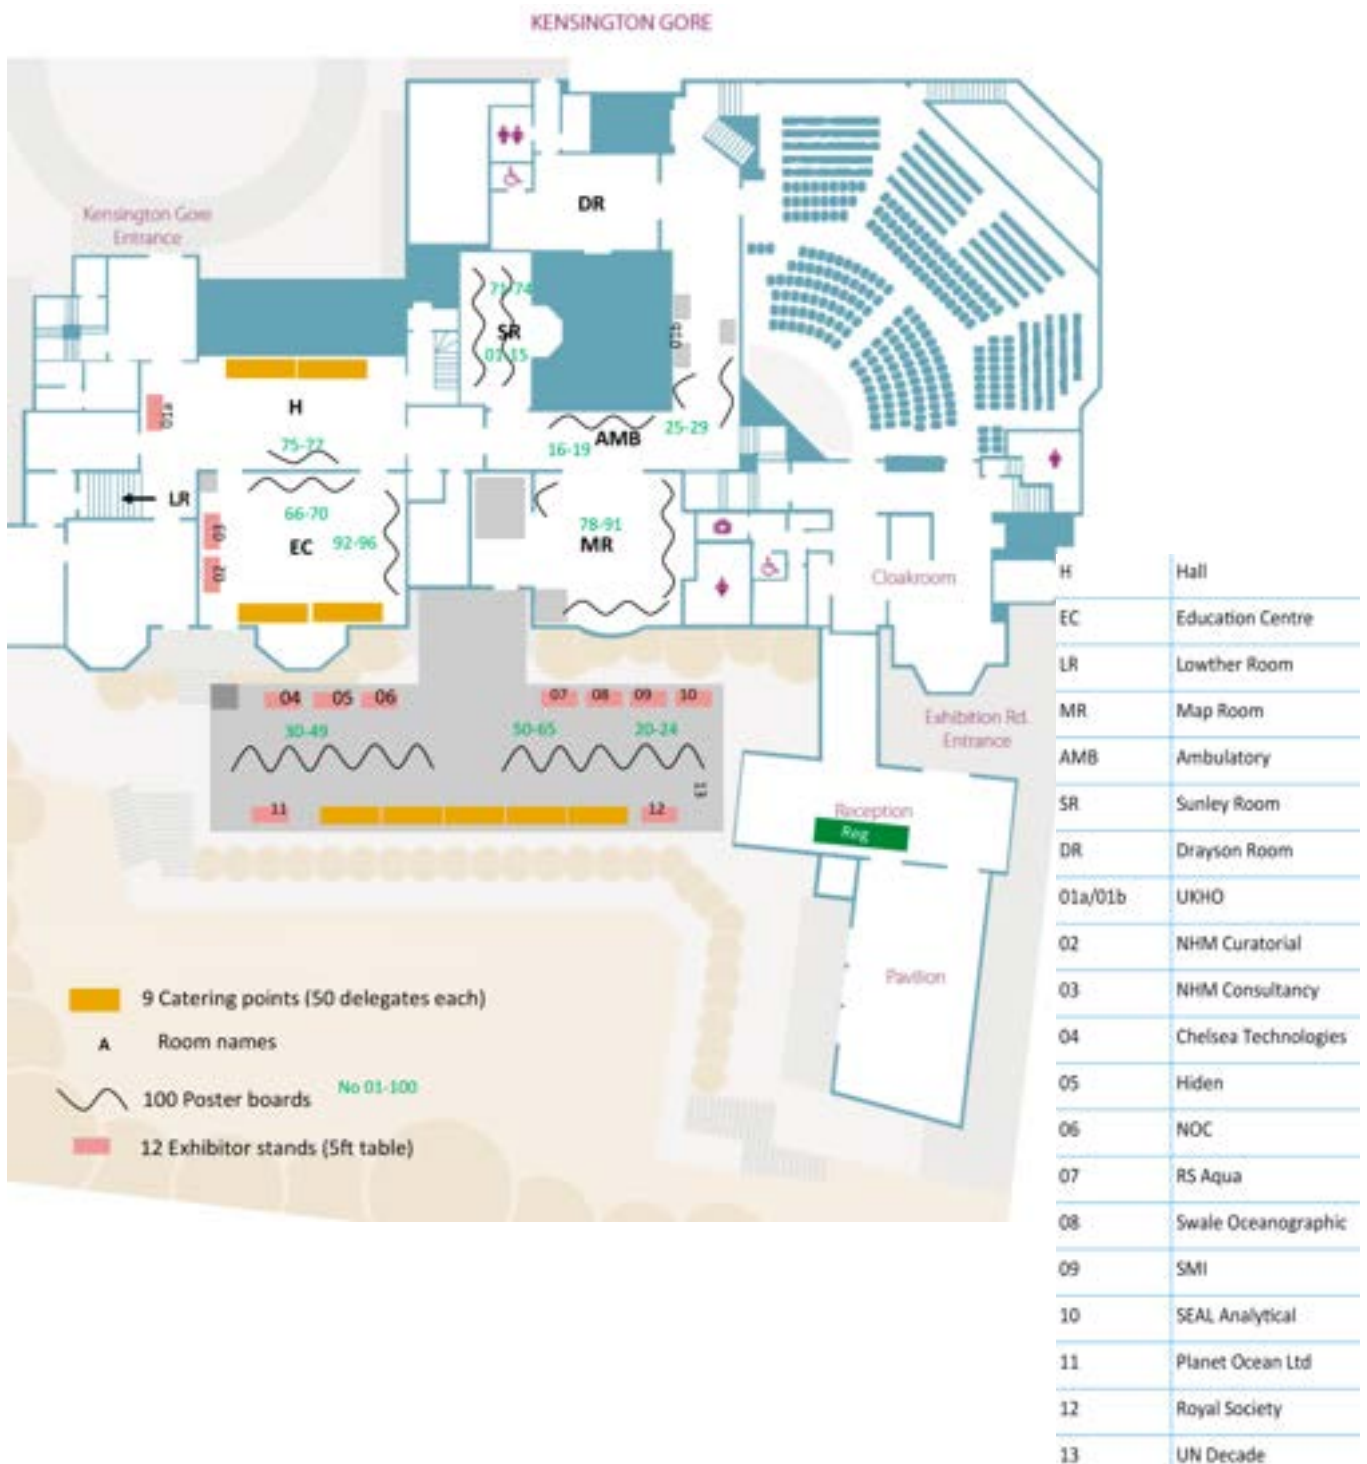 KENSINGTON GORE
Kensington Gore
Entrance
DR
71-74
SR
01-15
01b
01a
H
75-77
AMB
16-19
25-29
LR
66-70
92-96
EC
03
02
78-91
MR
Cloakroom
04
05
06
07
08
09
10
30-49
50-65
20-24
13
11
12
Exhibition Rd.
Entrance
Reception
Reg
Pavilion
9 Catering points (50 delegates each)
A Room names
100 Poster boards No 01-100
12 Exhibitor stands (5ft table)
H Hall
EC Education Centre
LR Lowther Room
MR Map Room
AMB Ambulatory
SR Sunley Room
DR Drayson Room
01a/01b UKHO
02 NHM Curatorial
03 NHM Consultancy
04 Chelsea Technologies
05 Hiden
06 NOC
07 RS Aqua
08 Swale Oceanographic
09 SMI
10 SEAL Analytical
11 Planet Ocean Ltd
12 Royal Society
13 UN Decade